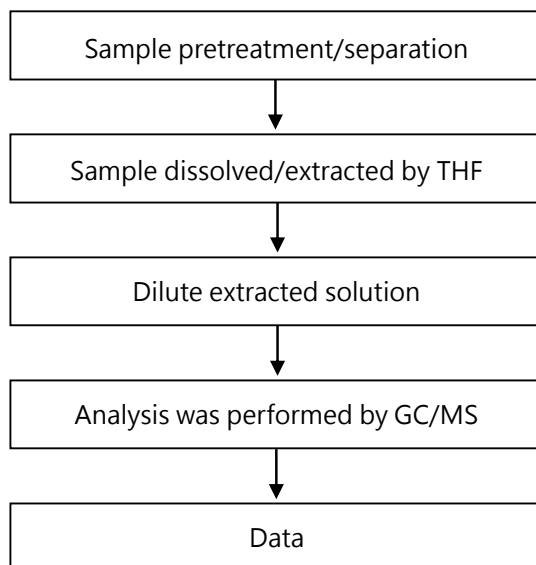 Sample pretreatment/separation
Sample dissolved/extracted by THF
Dilute extracted solution
Analysis was performed by GC/MS
Data